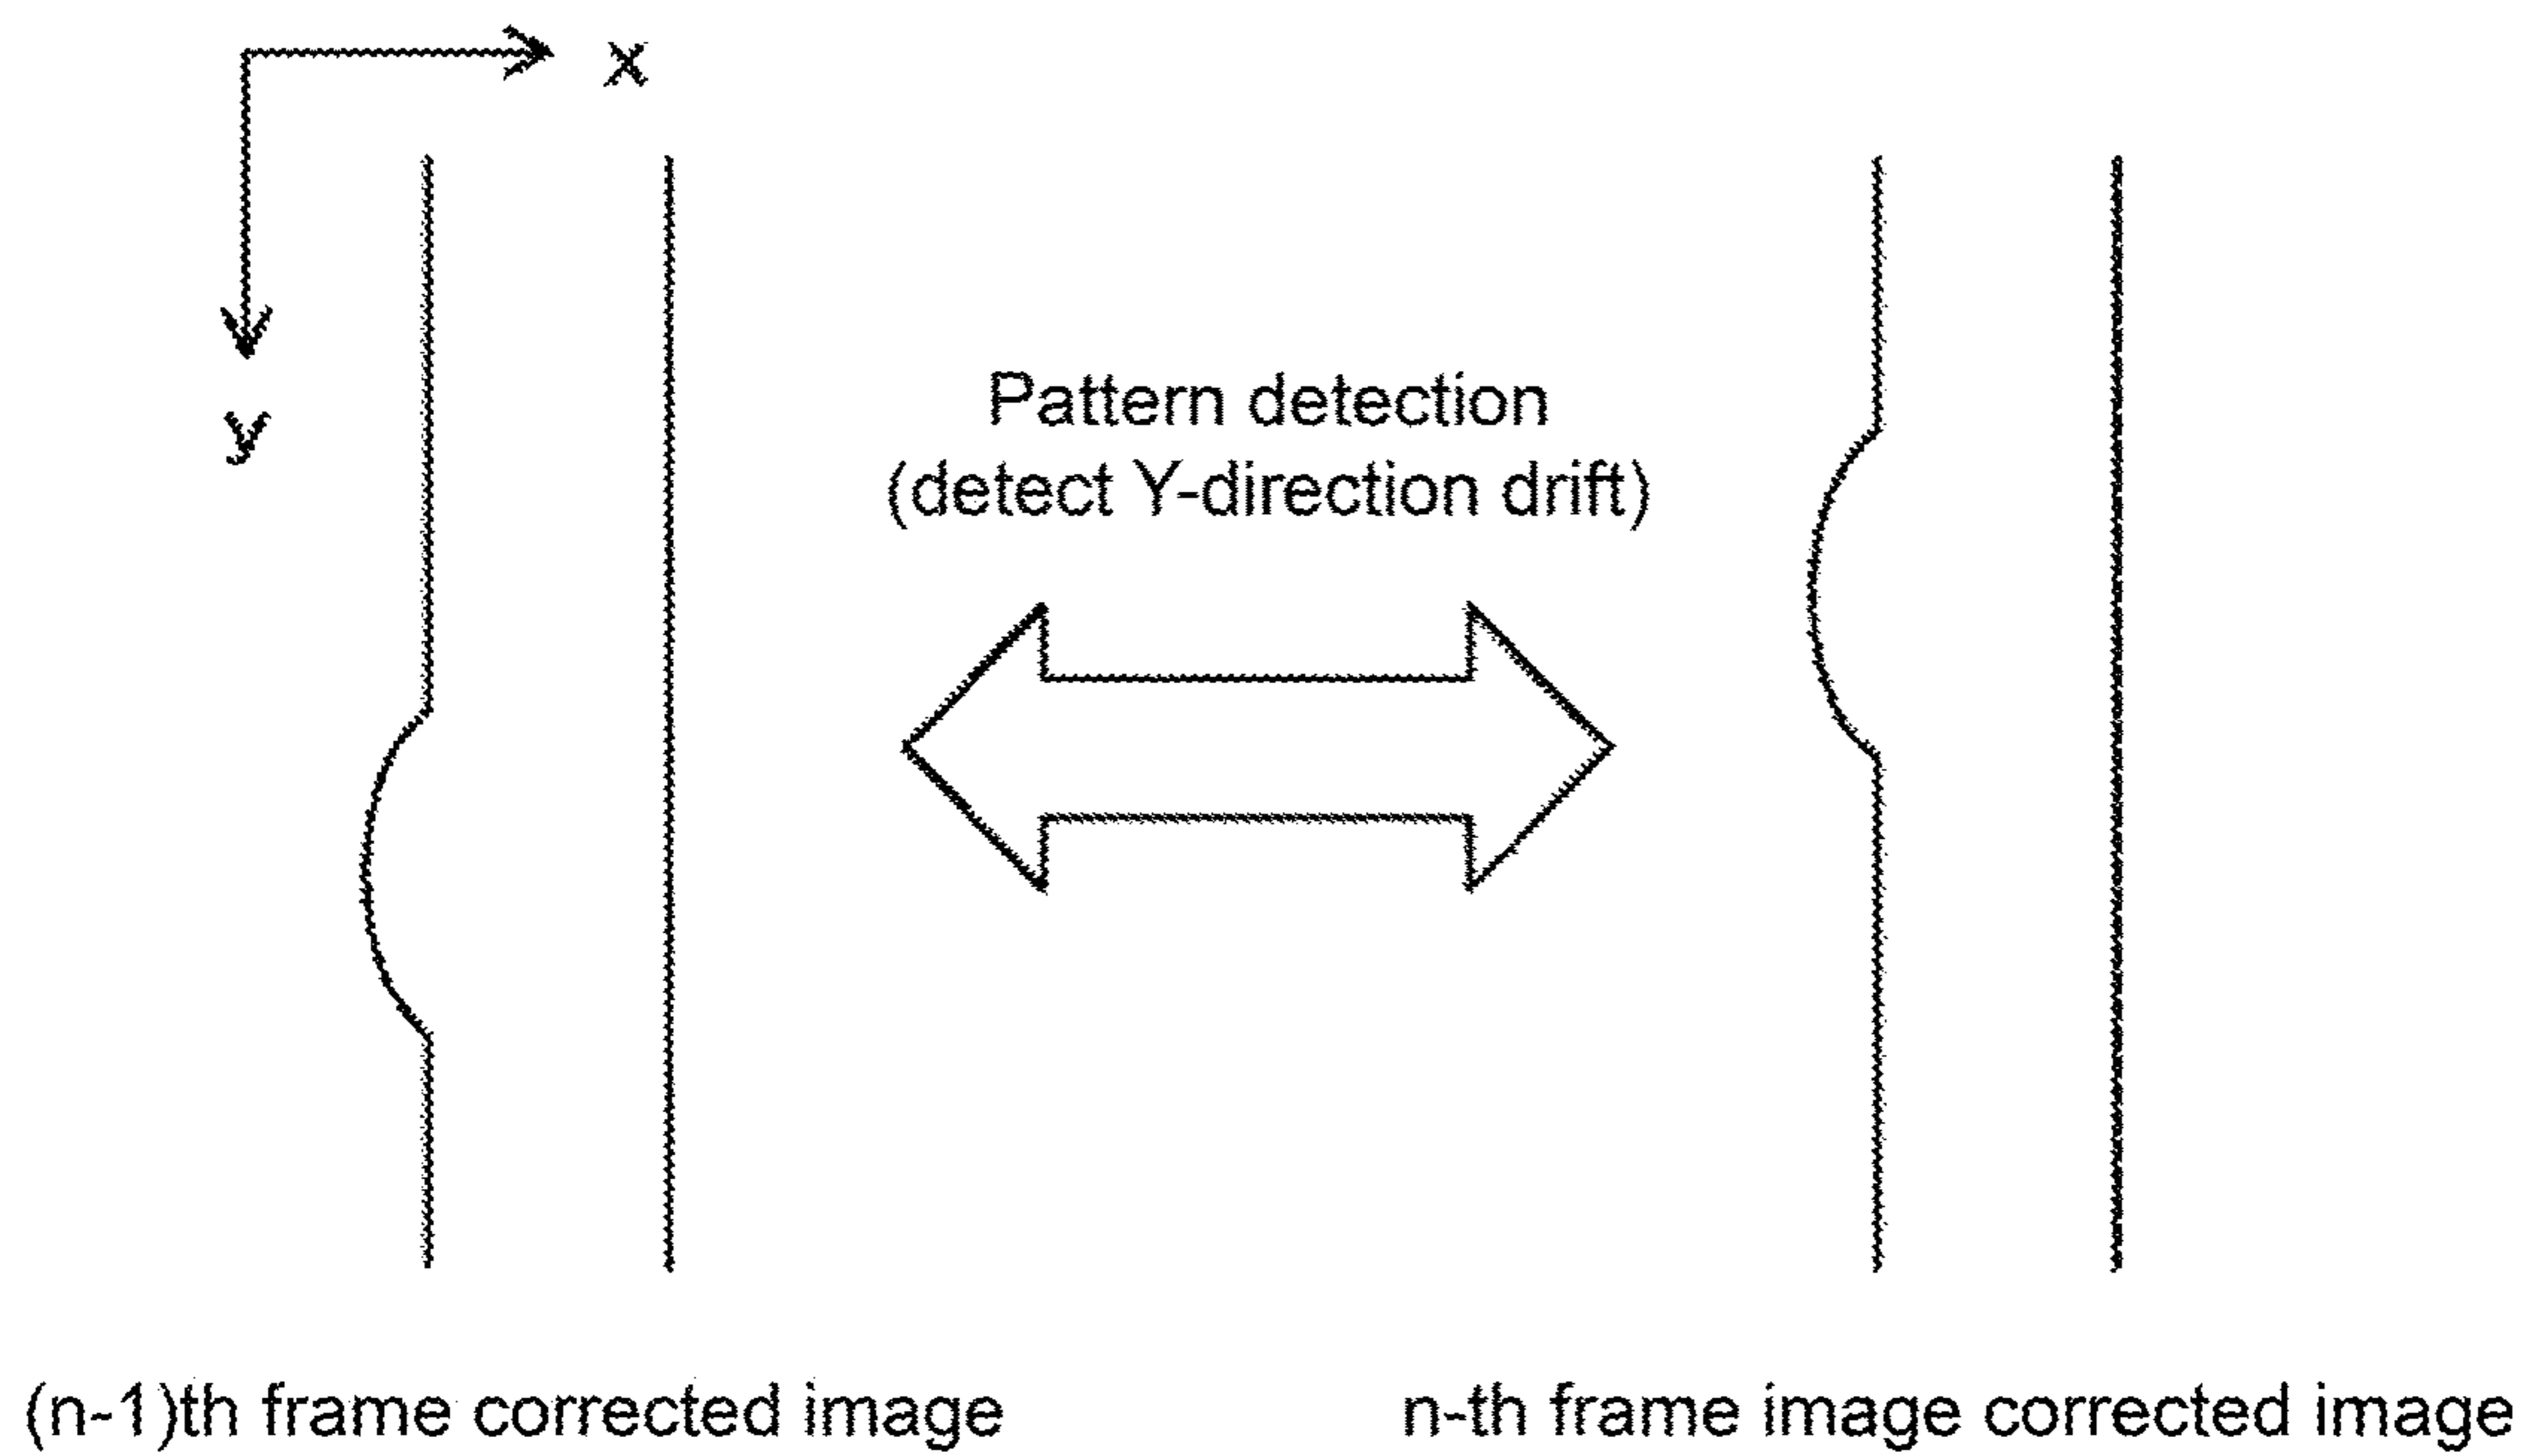 x
y
Pattern detection
(detect Y-direction drift)
(n-1)th frame corrected image
n-th frame image corrected image